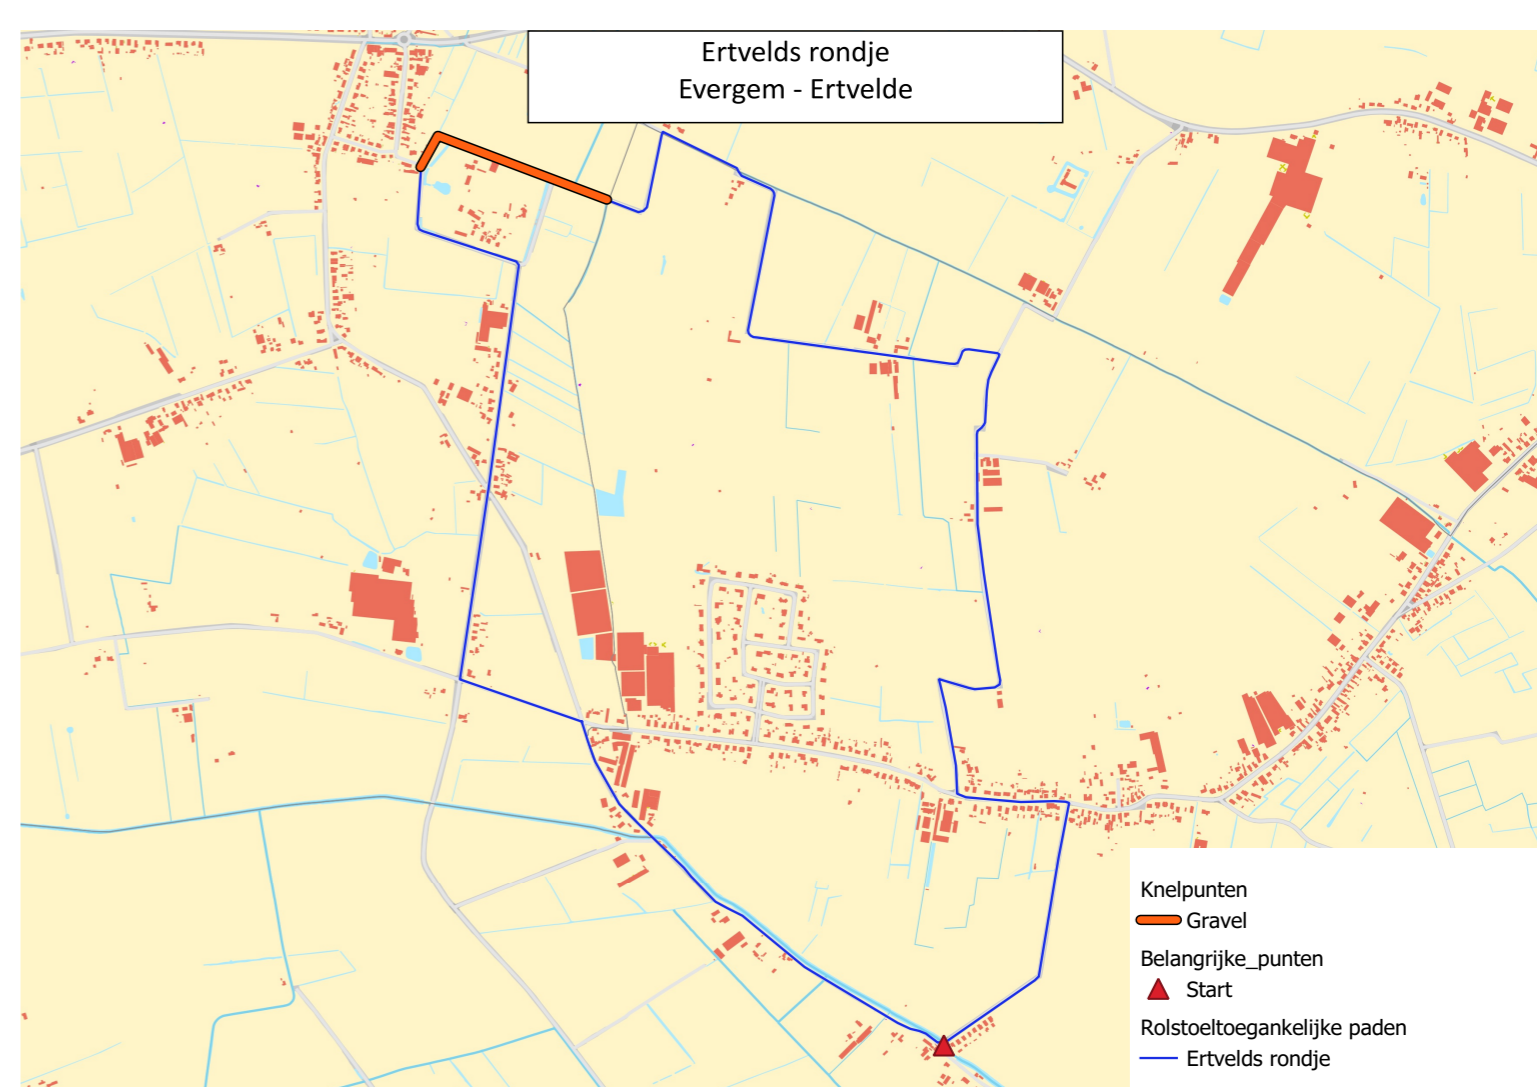 Ertvelds rondje
Evergem - Ertvelde
Knelpunten
Gravel
Belangrijke_punten
Start
Rolstoeltoegankelijke paden
Ertvelds rondje